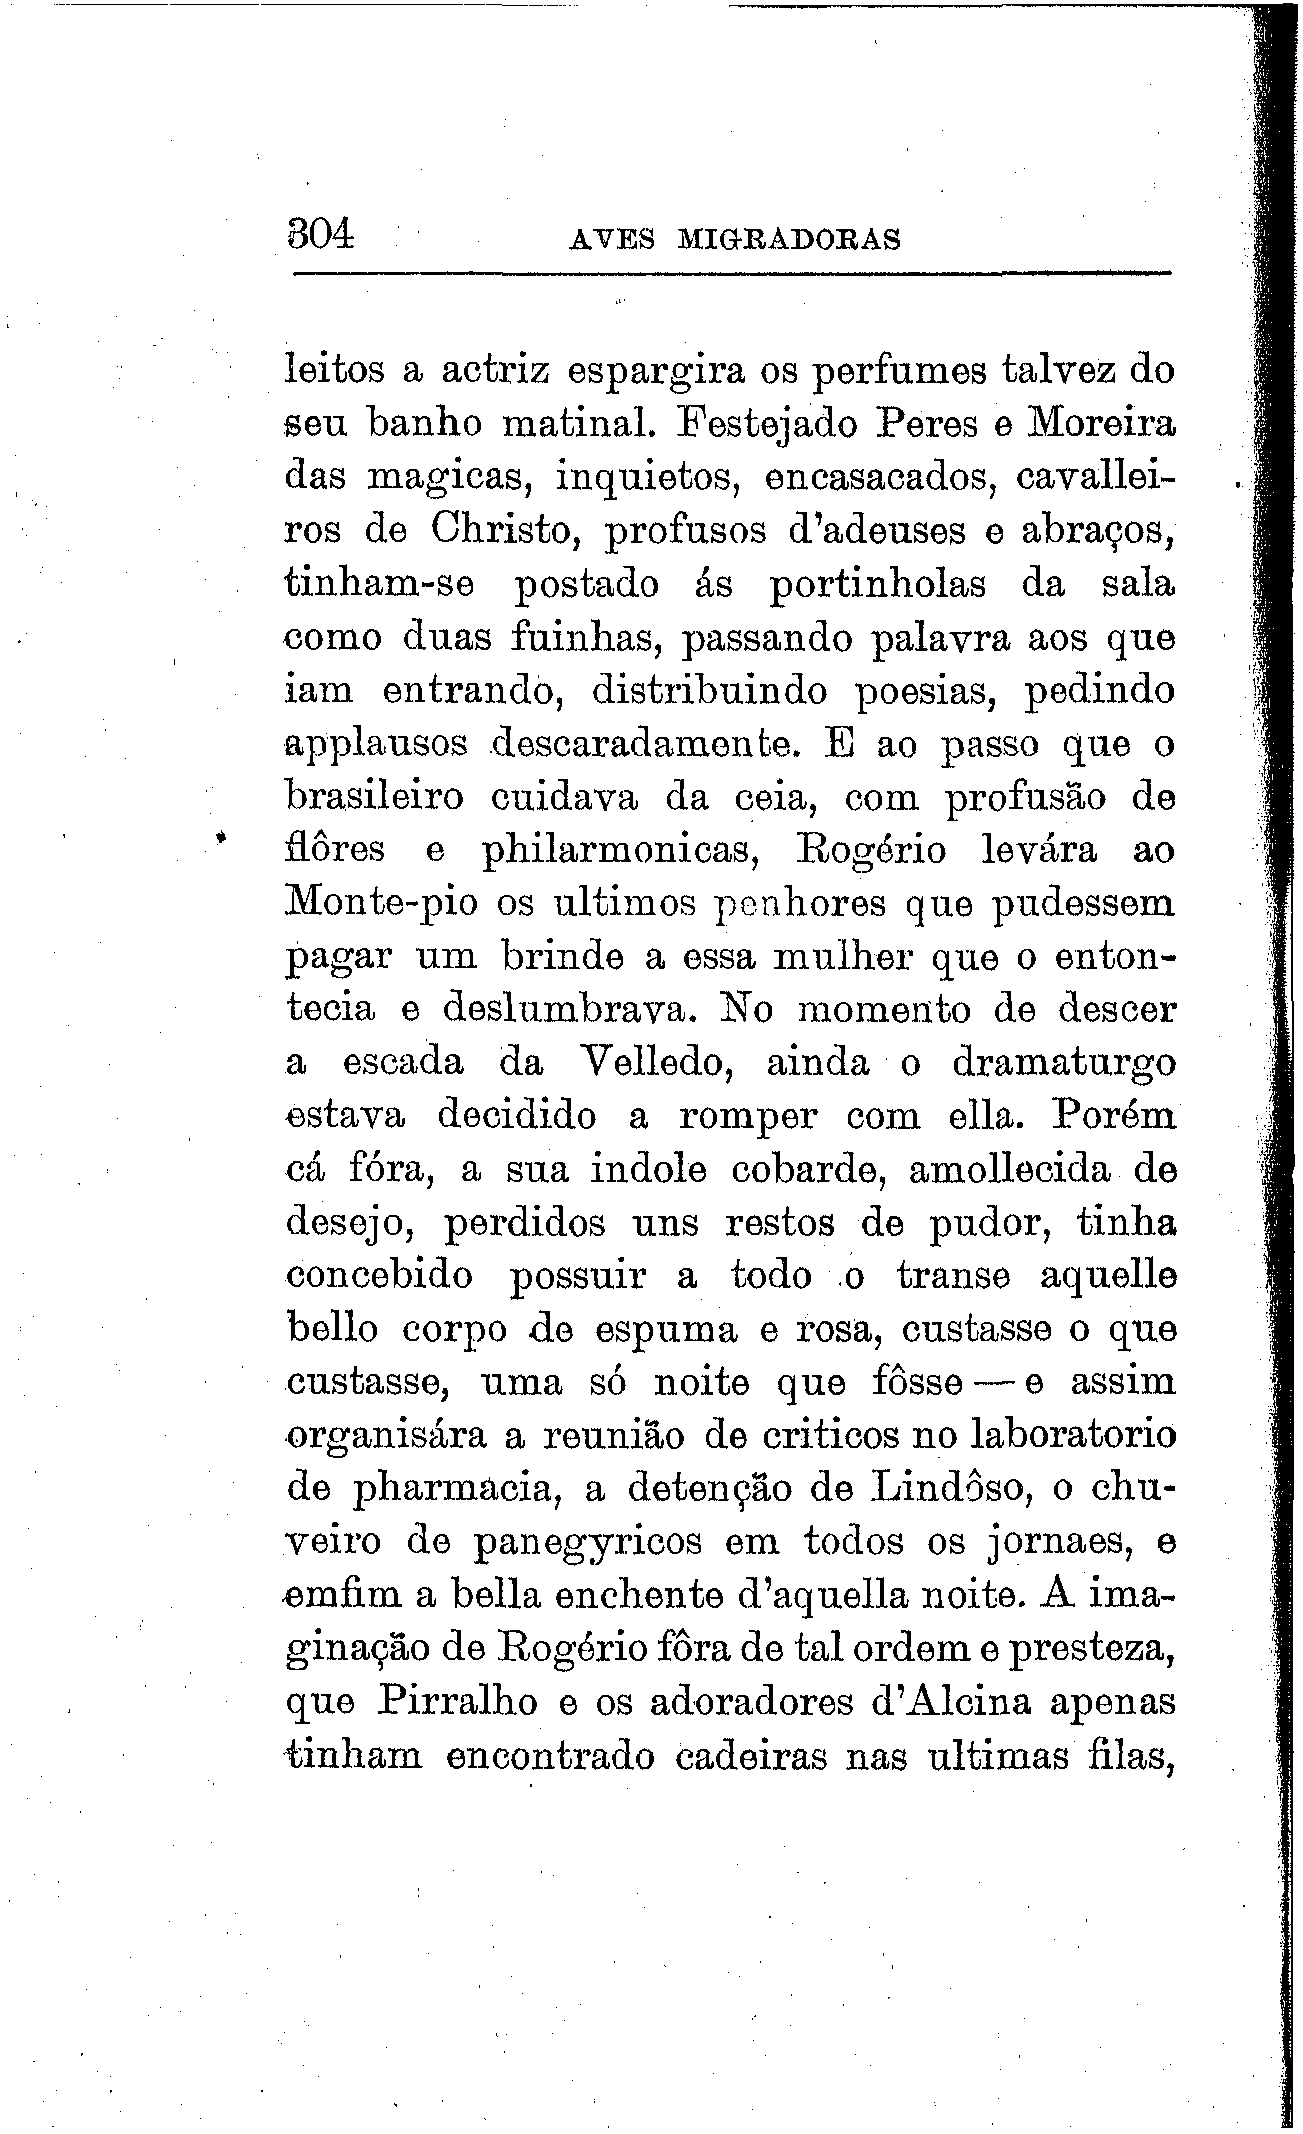 304 AVES MIGRADORAS
leitos a actriz espargira os perfumes talvez do
seu banho matinal. Festejado Peres e Moreira
das magicas, inquietos, encasacados, cavallei-
ros de Christo, profusos d'adeuses e abraços,
tinham-se postado ás portinholas da sala
como duas fuinhas, passando palavra aos que
iam entrando, distribuindo poesias, pedindo
applausos descaradamente. E ao passo que o
brasileiro cuidava da ceia, com profusão de
flôres e philarmonicas, Rogério levára ao
Monte-pio os ultimos penhores que pudessem
pagar um brinde a essa mulher que o enton-
tecia e deslumbrava. No momento de descer
a escada da Velledo, ainda o dramaturgo
estava decidido a romper com ella. Porém
cá fóra, a sua indole cobarde, amollecida de
desejo, perdidos uns restos de pudor, tinha
concebido possuir a todo o transe aquelle
bello corpo de espuma e rosa, custasse o que
custasse, uma só noite que fôsse — e assim
organisára a reunião de criticos no laboratorio
de pharmacia, a detenção de Lindôso, o chu-
veiro de panegyricos em todos os jornaes, e
emfim a bella enchente d'aquella noite. A ima-
ginação de Rogério fôra de tal ordem e presteza,
que Pirralho e os adoradores d'Alcina apenas
tinham encontrado cadeiras nas ultimas filas,